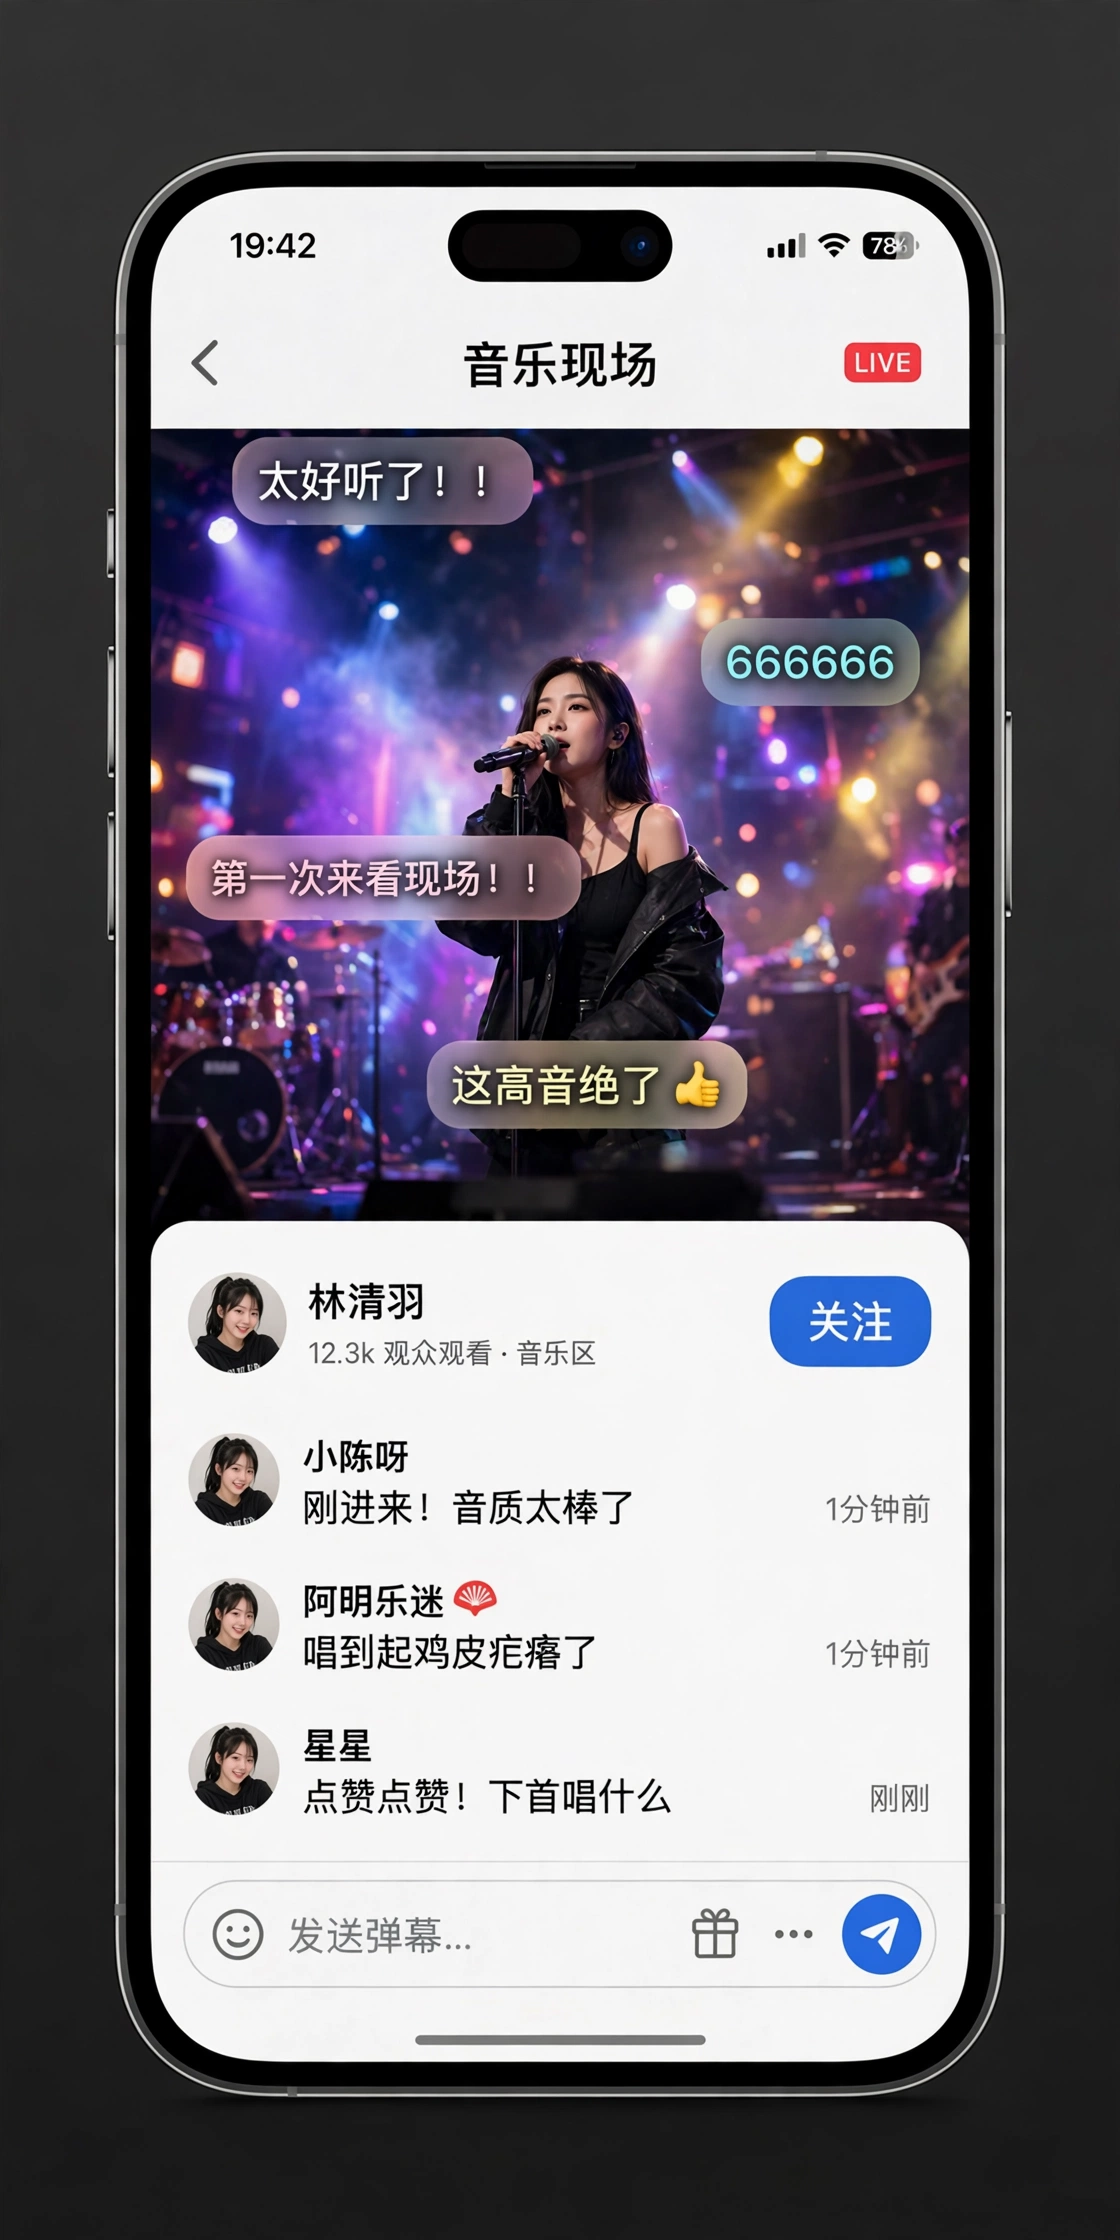 19:42
78%
音乐现场
LIVE
太好听了！！
666666
第一次来看现场！！
这高音绝了 👍
林清羽
12.3k 观众观看 · 音乐区
关注
小陈呀
刚进来！音质太棒了
1分钟前
阿明乐迷
唱到起鸡皮疙瘩了
1分钟前
星星
点赞点赞！下首唱什么
刚刚
发送弹幕...